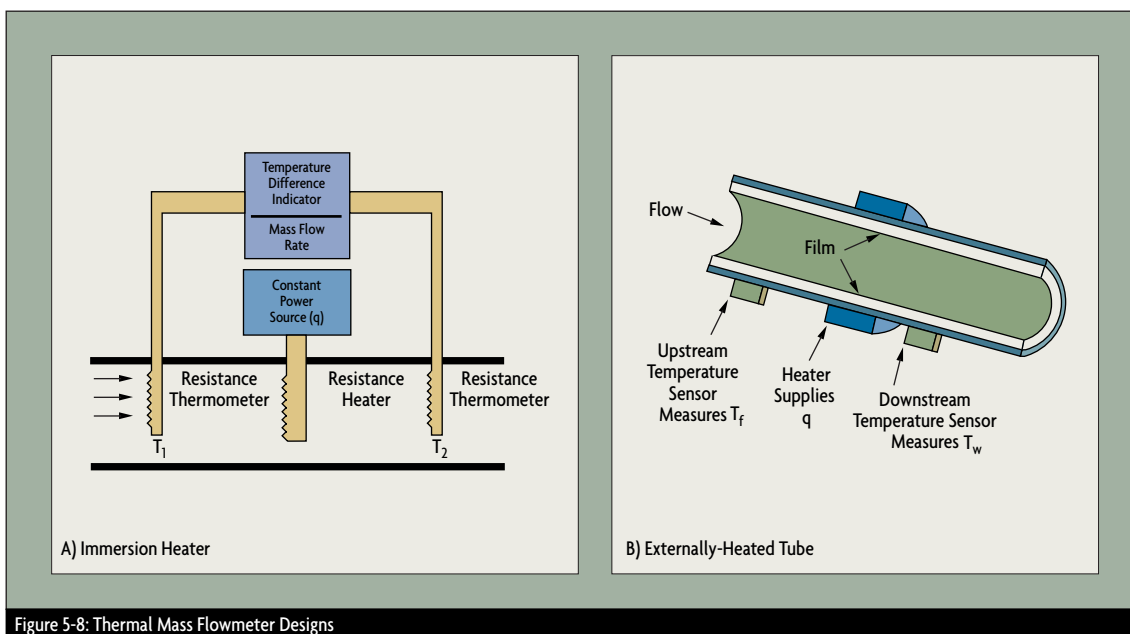 Temperature
Difference
Indicator
Mass Flow
Rate
Constant
Power
Source (q)
Resistance
Thermometer
Resistance
Heater
Resistance
Thermometer
T1
T2
A) Immersion Heater
Flow
Film
Upstream
Temperature
Sensor
Measures Tf
Heater
Supplies
q
Downstream
Temperature Sensor
Measures Tw
B) Externally-Heated Tube
Figure 5-8: Thermal Mass Flowmeter Designs